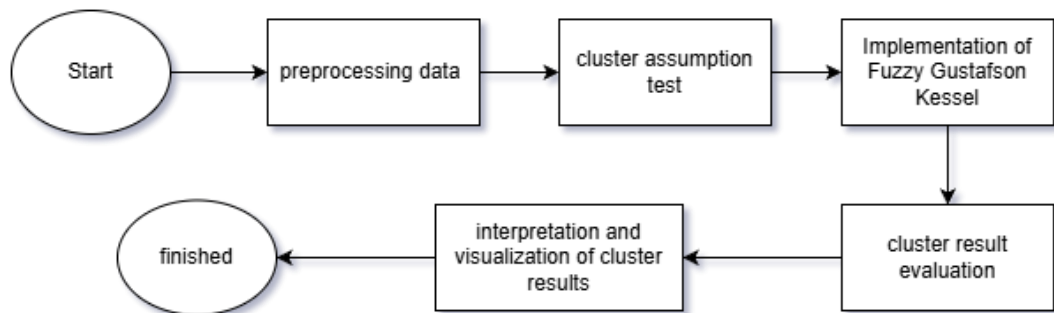 Start
preprocessing data
cluster assumption
test
Implementation of
Fuzzy Gustafson
Kessel
cluster result
evaluation
interpretation and
visualization of cluster
results
finished